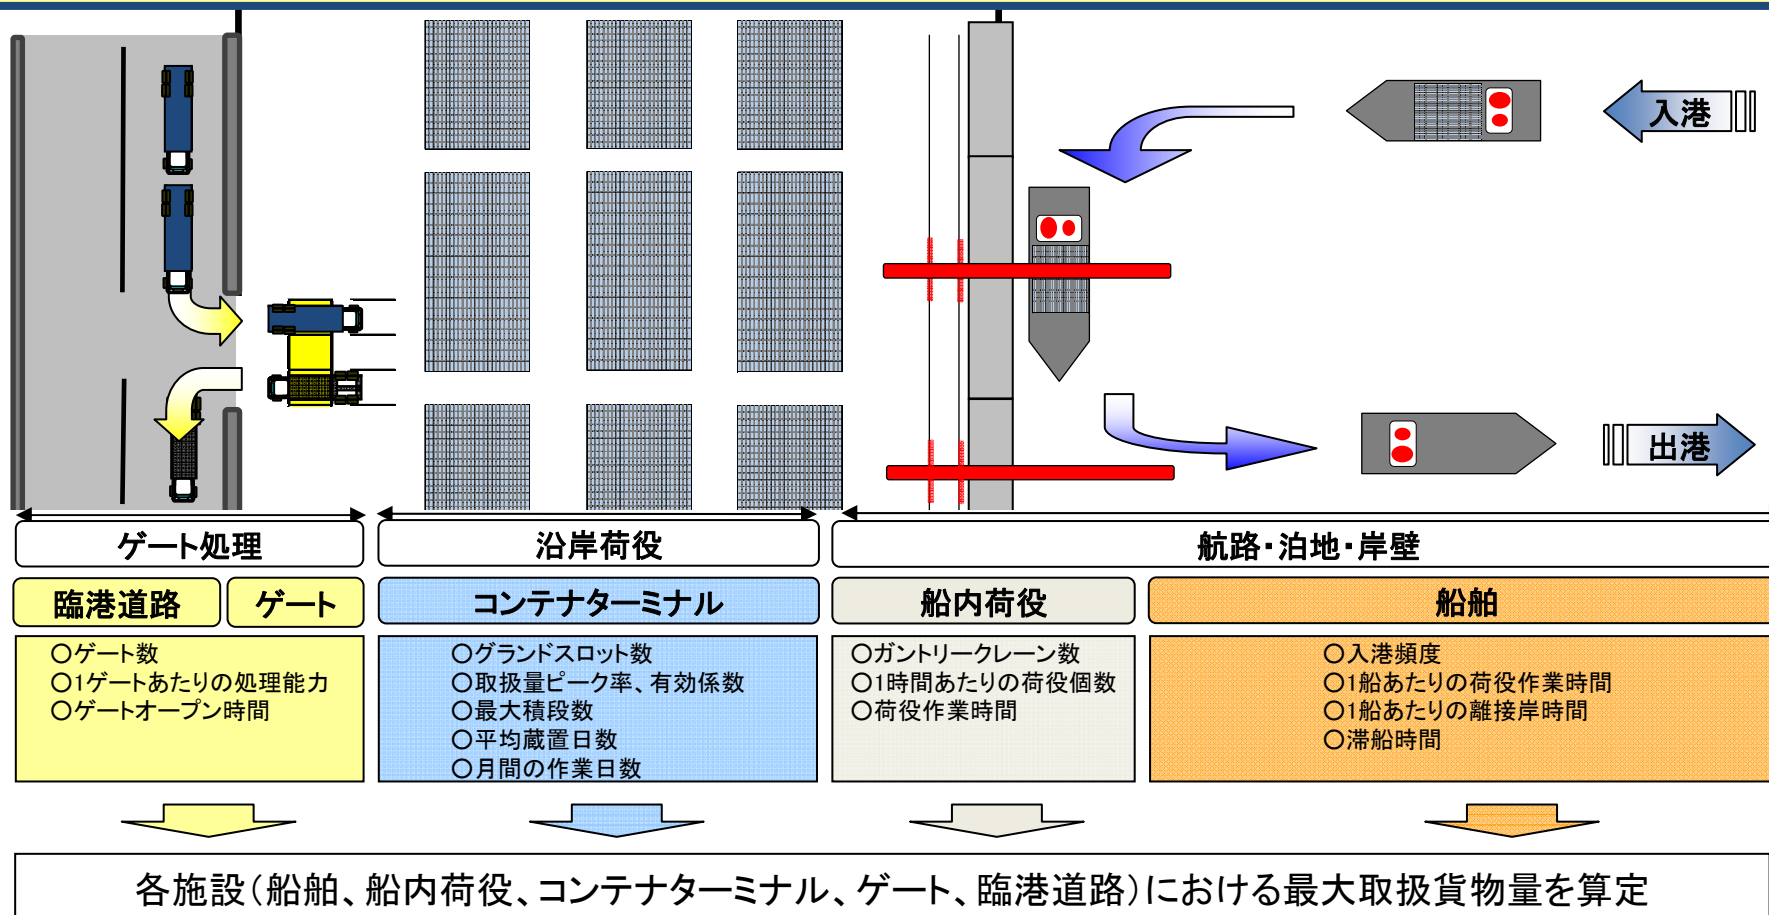 入港
出港
ゲート処理
沿岸荷役
航路・泊地・岸壁
臨港道路
ゲート
コンテナターミナル
船内荷役
船舶
○ゲート数
○1ゲートあたりの処理能力
○ゲートオープン時間
○グランドスロット数
○取扱量ピーク率、有効係数
○最大積段数
○平均蔵置日数
○月間の作業日数
○ガントリークレーン数
○1時間あたりの荷役個数
○荷役作業時間
○入港頻度
○1船あたりの荷役作業時間
○1船あたりの離接岸時間
○滞船時間
各施設(船舶、船内荷役、コンテナターミナル、ゲート、臨港道路)における最大取扱貨物量を算定